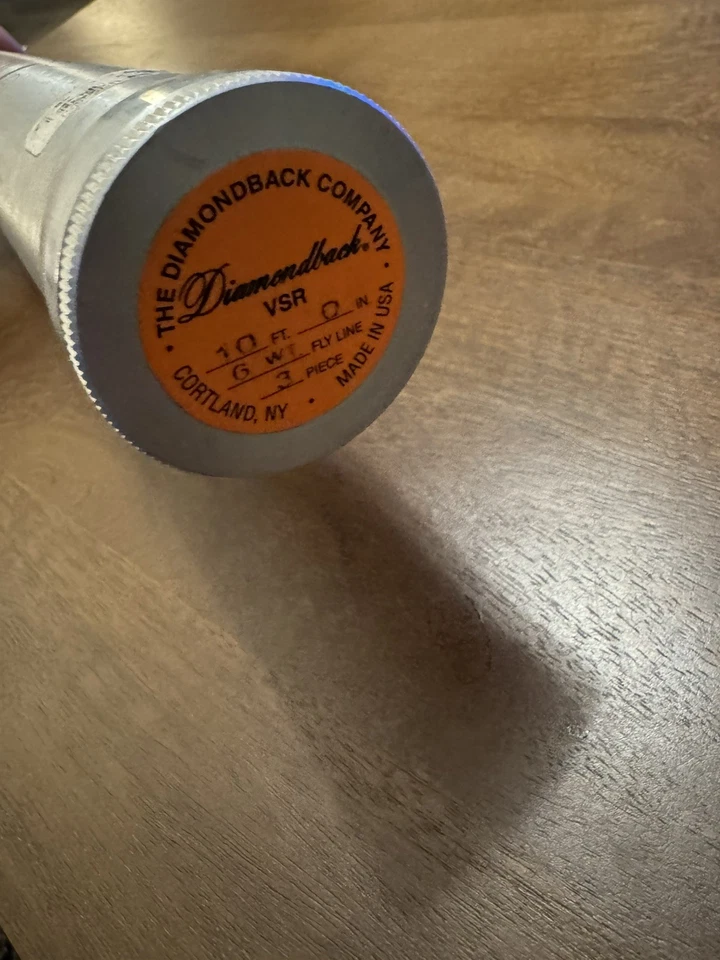 THE DIAMONDBACK COMPANY
Diamondback
VSR
10 FT. 0 IN
6 WT FLY LINE
3 PIECE
CORTLAND, NY • MADE IN USA